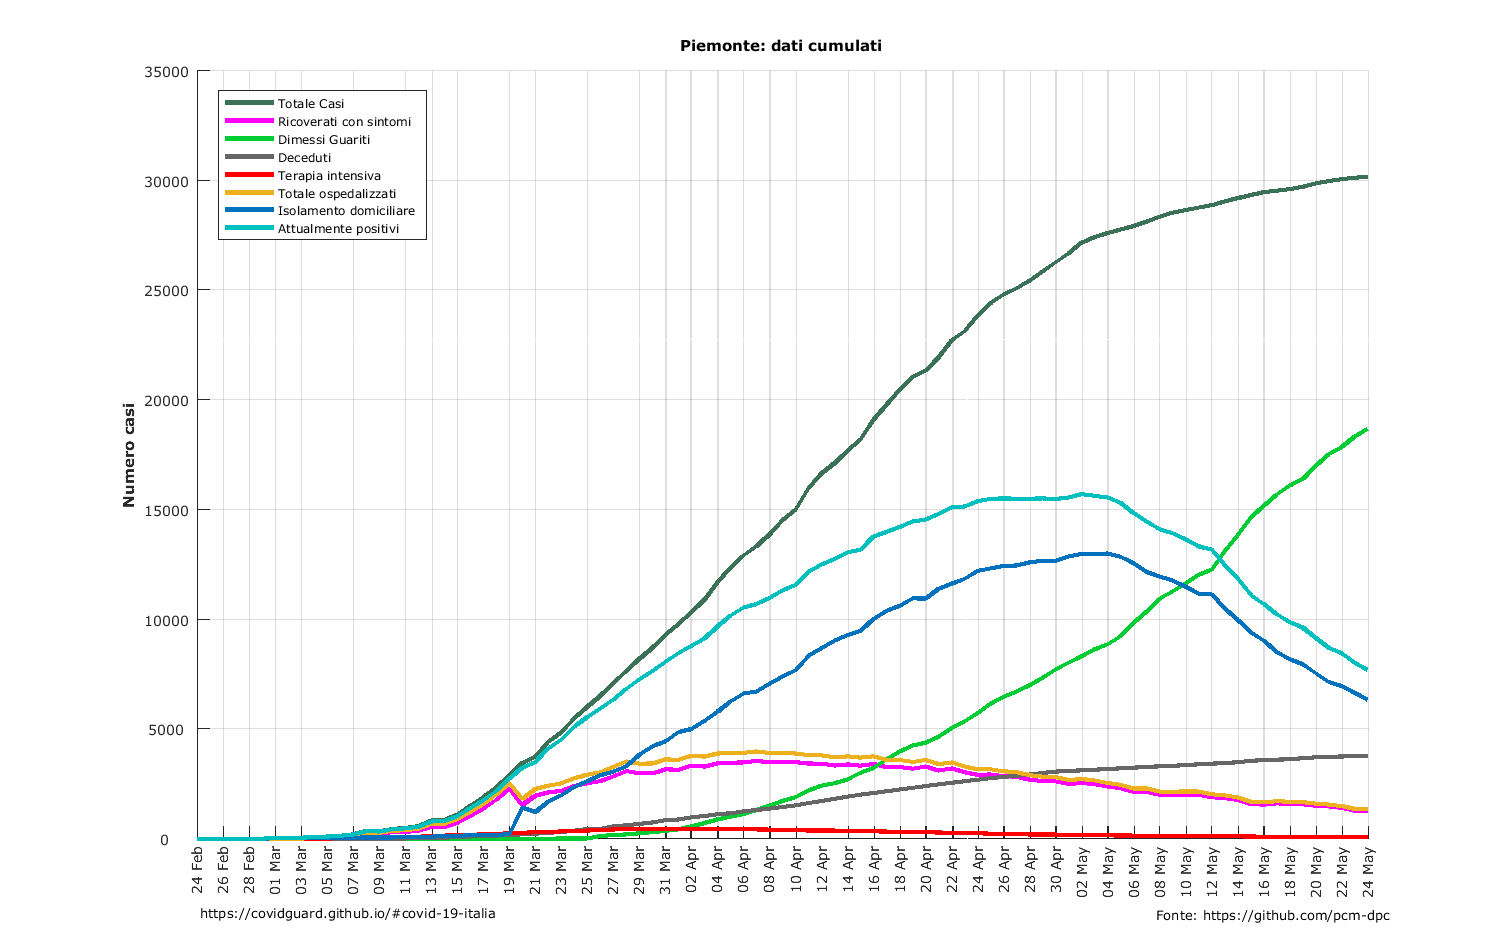 Piemonte: dati cumulati
35000
30000
25000
20000
15000
10000
5000
0
Numero casi
Totale Casi
Ricoverati con sintomi
Dimessi Guariti
Deceduti
Terapia intensiva
Totale ospedalizzati
Isolamento domiciliare
Attualmente positivi
24 Feb
26 Feb
28 Feb
01 Mar
03 Mar
05 Mar
07 Mar
09 Mar
11 Mar
13 Mar
15 Mar
17 Mar
19 Mar
21 Mar
23 Mar
25 Mar
27 Mar
29 Mar
31 Mar
02 Apr
04 Apr
06 Apr
08 Apr
10 Apr
12 Apr
14 Apr
16 Apr
18 Apr
20 Apr
22 Apr
24 Apr
26 Apr
28 Apr
30 Apr
02 May
04 May
06 May
08 May
10 May
12 May
14 May
16 May
18 May
20 May
22 May
24 May
https://covidguard.github.io/#covid-19-italia
Fonte: https://github.com/pcm-dpc